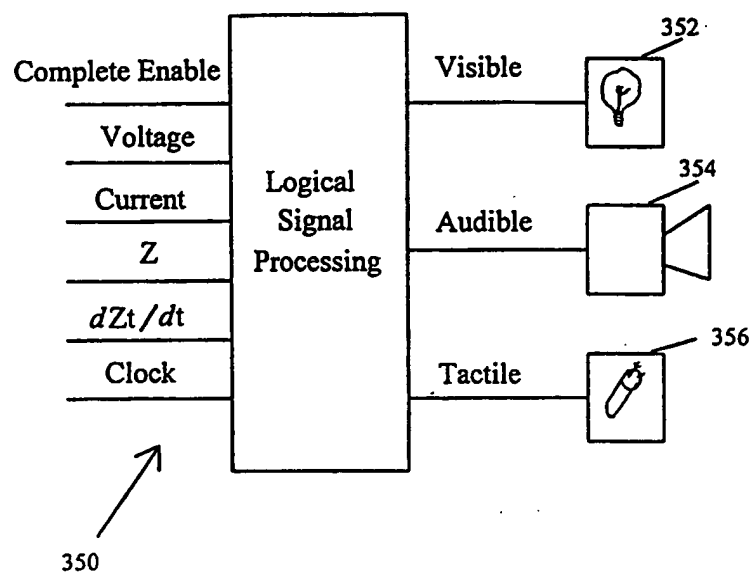 352
Complete Enable
Visible
Voltage
354
Current
Logical
Signal
Processing
Audible
Z
dZt/dt
356
Clock
Tactile
350